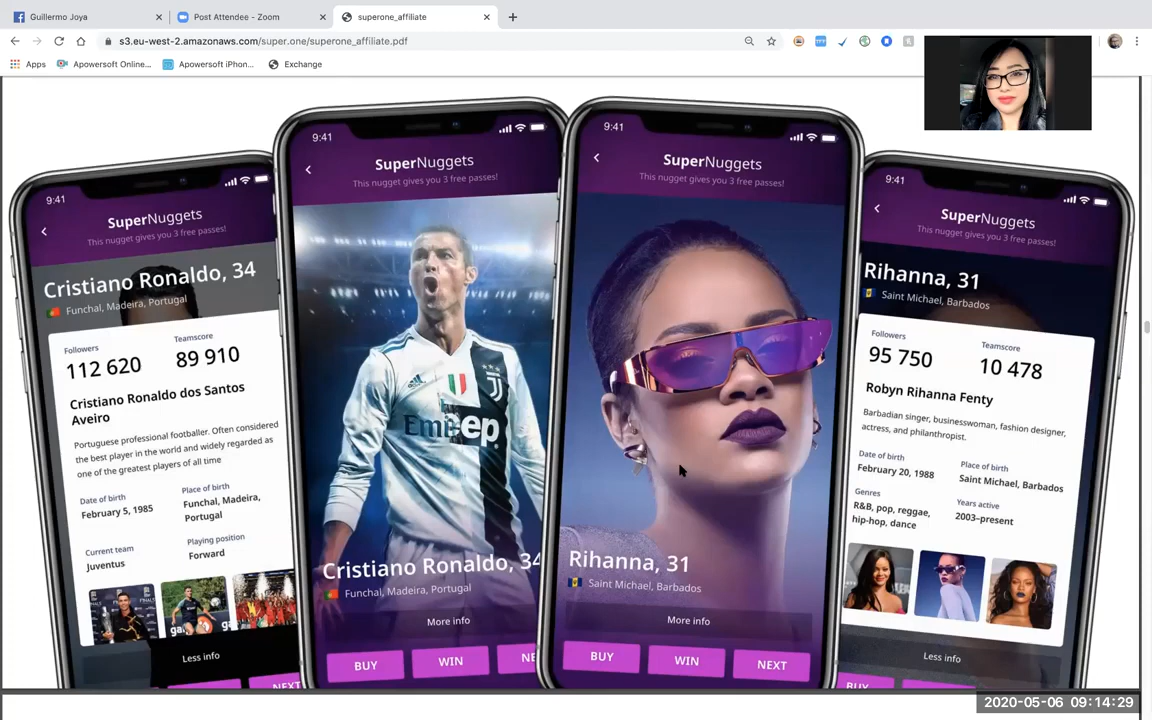 Guillermo Joya
Post Attendee - Zoom
superone_affiliate
s3.eu-west-2.amazonaws.com/super.one/superone_affiliate.pdf
Apps
Apowersoft Online...
Apowersoft iPhon...
Exchange
9:41
SuperNuggets
This nugget gives you 3 free passes!
Cristiano Ronaldo, 34
Funchal, Madeira, Portugal
Followers
112 620
Teamscore
89 910
Cristiano Ronaldo dos Santos
Aveiro
Portuguese professional footballer. Often considered
the best player in the world and widely regarded as
one of the greatest players of all time
Date of birth
February 5, 1985
Place of birth
Funchal, Madeira,
Portugal
Current team
Juventus
Playing position
Forward
Less info
NEXT
9:41
SuperNuggets
This nugget gives you 3 free passes!
Jeep
Cristiano Ronaldo, 34
Funchal, Madeira, Portugal
More info
BUY
WIN
NE
9:41
SuperNuggets
This nugget gives you 3 free passes!
Rihanna, 31
Saint Michael, Barbados
More info
BUY
WIN
NEXT
9:41
SuperNuggets
This nugget gives you 3 free passes!
Rihanna, 31
Saint Michael, Barbados
Followers
95 750
Teamscore
10 478
Robyn Rihanna Fenty
Barbadian singer, businesswoman, fashion designer,
actress, and philanthropist.
Date of birth
February 20, 1988
Place of birth
Saint Michael, Barbados
Genres
R&B, pop, reggae,
hip-hop, dance
Years active
2003–present
Less info
BUY
NEXT
2020-05-06 09:14:29